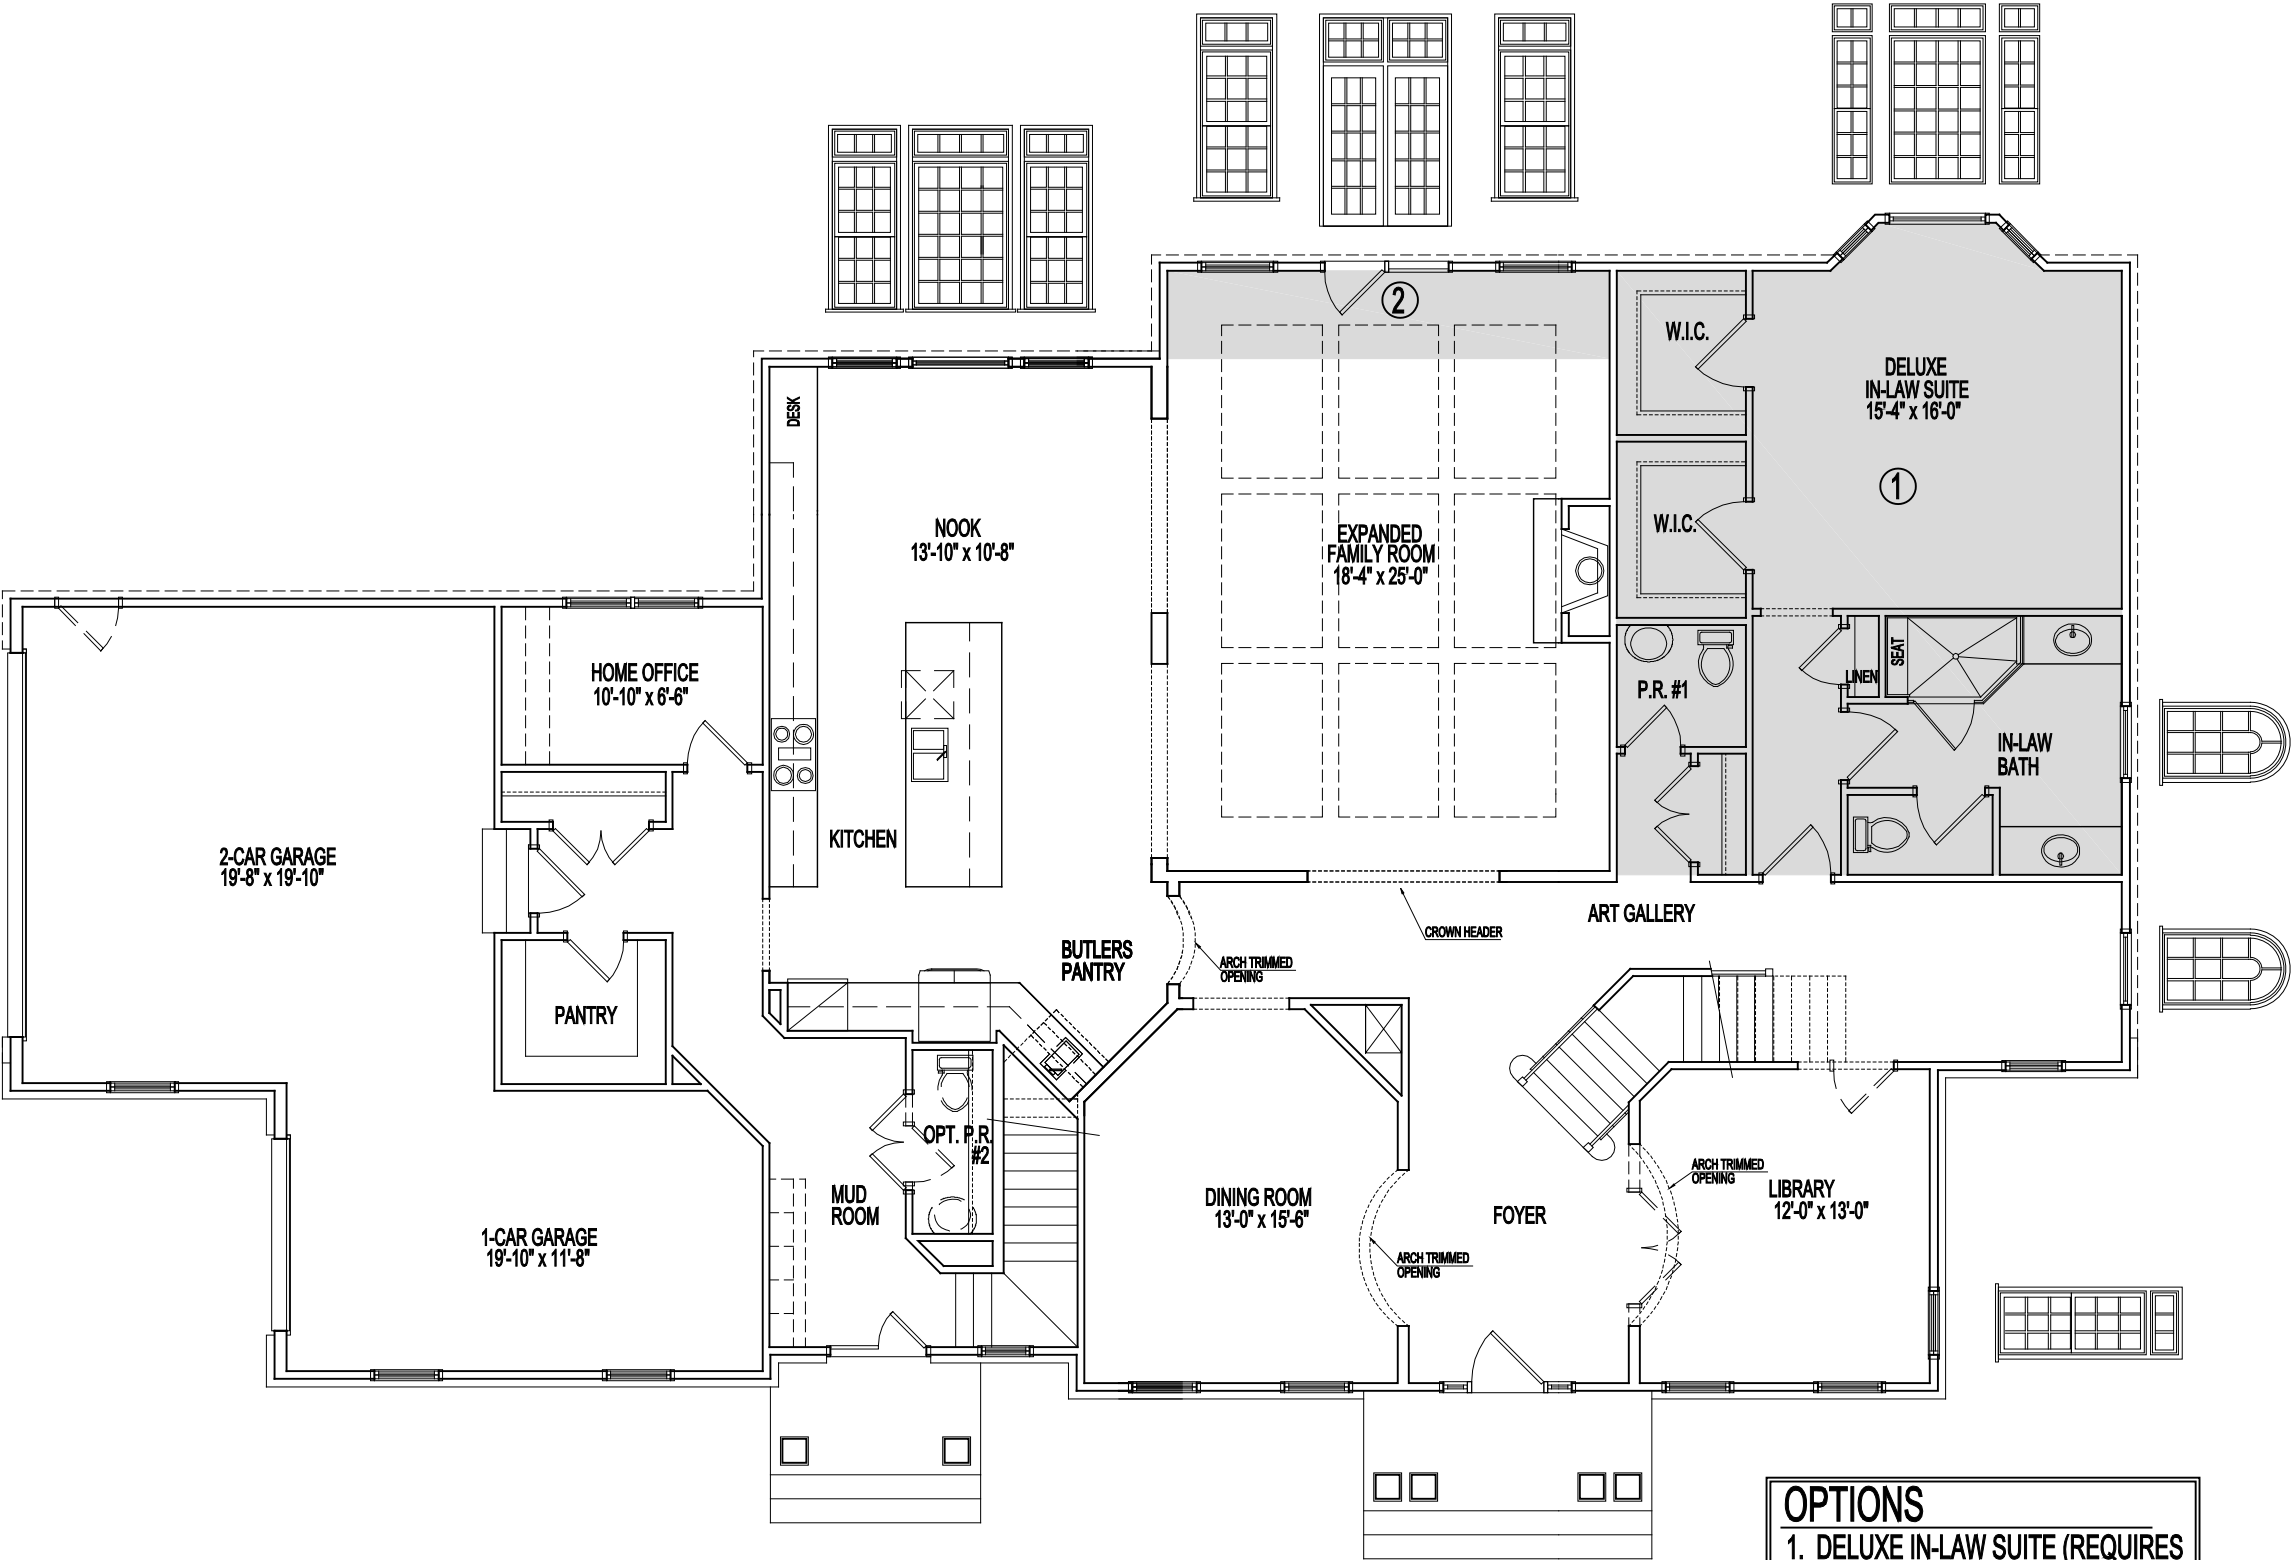 ②
W.I.C.
DELUXE
IN-LAW SUITE
15'-4" x 16'-0"
DESK
①
NOOK
13'-10" x 10'-8"
EXPANDED
FAMILY ROOM
18'-4" x 25'-0"
W.I.C.
HOME OFFICE
10'-10" x 6'-6"
P.R. #1
LINEN
SEAT
IN-LAW
BATH
2-CAR GARAGE
19'-8" x 19'-10"
KITCHEN
BUTLERS
PANTRY
ARCH TRIMMED
OPENING
CROWN HEADER
ART GALLERY
PANTRY
OPT. P.R.
#2
MUD
ROOM
1-CAR GARAGE
19'-10" x 11'-8"
DINING ROOM
13'-0" x 15'-6"
ARCH TRIMMED
OPENING
FOYER
ARCH TRIMMED
OPENING
LIBRARY
12'-0" x 13'-0"
OPTIONS
1. DELUXE IN-LAW SUITE (REQUIRES